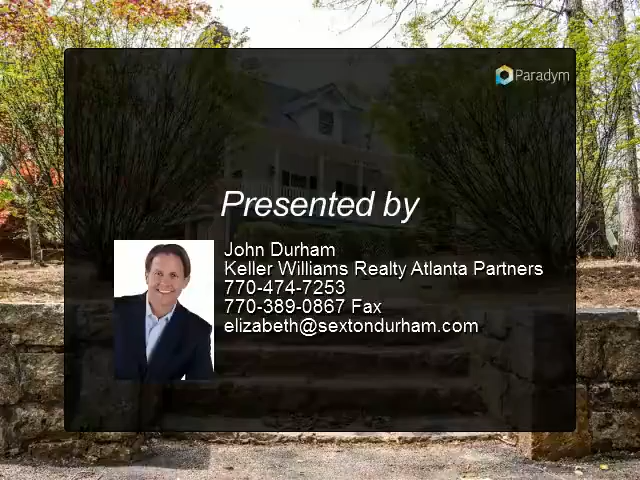 Paradym
Presented by
John Durham
Keller Williams Realty Atlanta Partners
770-474-7253
770-389-0867 Fax
elizabeth@sextondurham.com